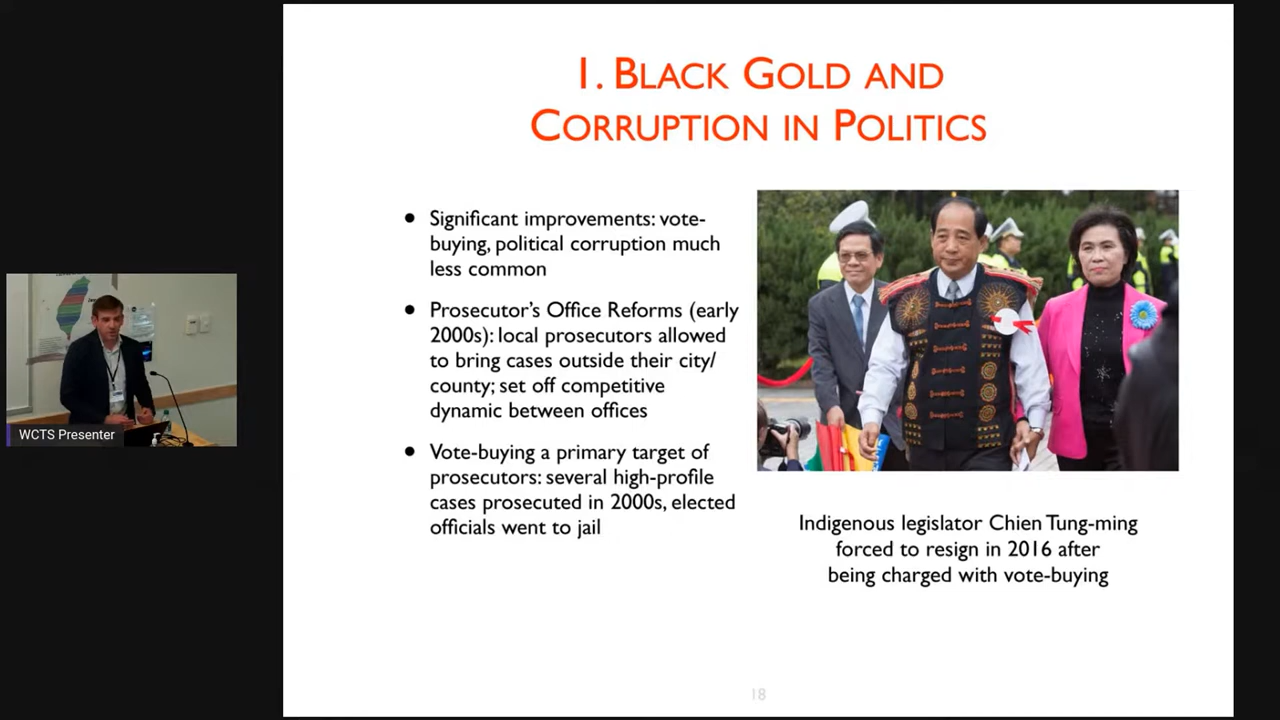 1. BLACK GOLD AND
CORRUPTION IN POLITICS
• Significant improvements: vote-
buying, political corruption much
less common
• Prosecutor's Office Reforms (early
2000s): local prosecutors allowed
to bring cases outside their city/
county; set off competitive
dynamic between offices
• Vote-buying a primary target of
prosecutors: several high-profile
cases prosecuted in 2000s, elected
officials went to jail
Indigenous legislator Chien Tung-ming
forced to resign in 2016 after
being charged with vote-buying
WCTS Presenter
18